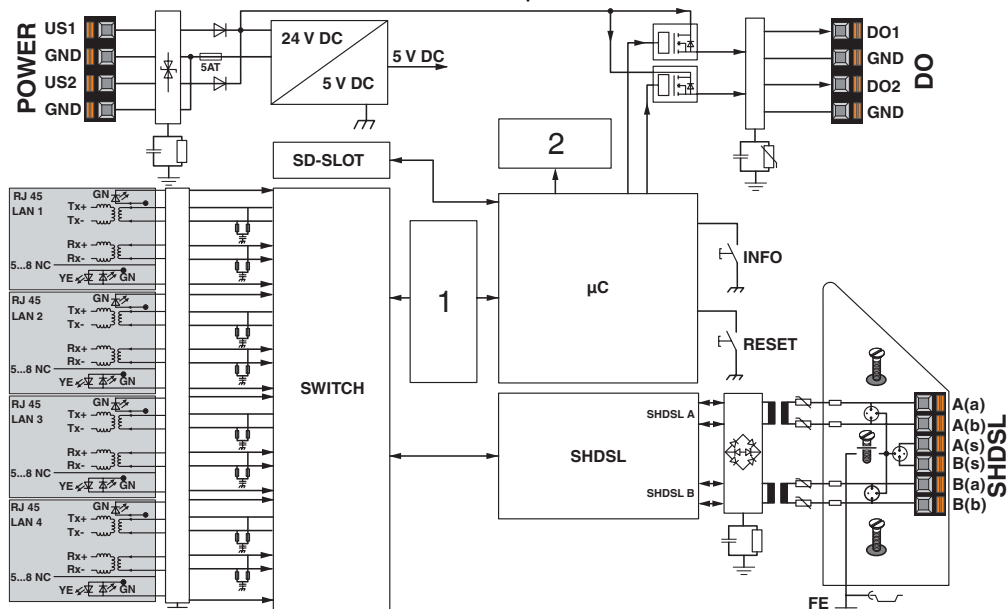 POWER
US1
GND
US2
GND
5AT
24 V DC
5 V DC
5 V DC
DO1
GND
DO2
GND
DO
SD-SLOT
2
RJ 45
LAN 1
GN
Tx+
Tx-
Rx+
Rx-
5...8 NC
YE
GN
RJ 45
LAN 2
GN
Tx+
Tx-
Rx+
Rx-
5...8 NC
YE
GN
RJ 45
LAN 3
GN
Tx+
Tx-
Rx+
Rx-
5...8 NC
YE
GN
RJ 45
LAN 4
GN
Tx+
Tx-
Rx+
Rx-
5...8 NC
YE
GN
SWITCH
1
µC
INFO
RESET
SHDSL
SHDSL A
SHDSL B
A(a)
A(b)
A(s)
B(s)
B(a)
B(b)
SHDSL
FE